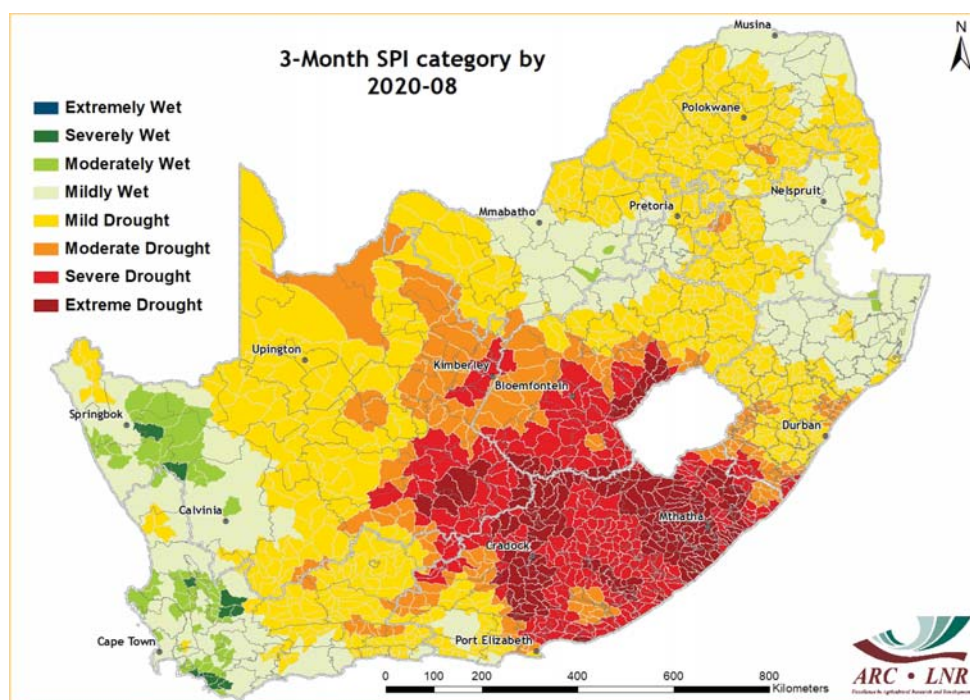 3-Month SPI category by
2020-08
N
Extremely Wet
Severely Wet
Moderately Wet
Mildly Wet
Mild Drought
Moderate Drought
Severe Drought
Extreme Drought
Musina
Polokwane
Nelspruit
Pretoria
Mmabatho
Upington
Kimberley
Bloemfontein
Springbok
Durban
Calvinia
Mthatha
Cradock
Cape Town
Port Elizabeth
0 100 200 400 600 800
Kilometers
ARC • LNR